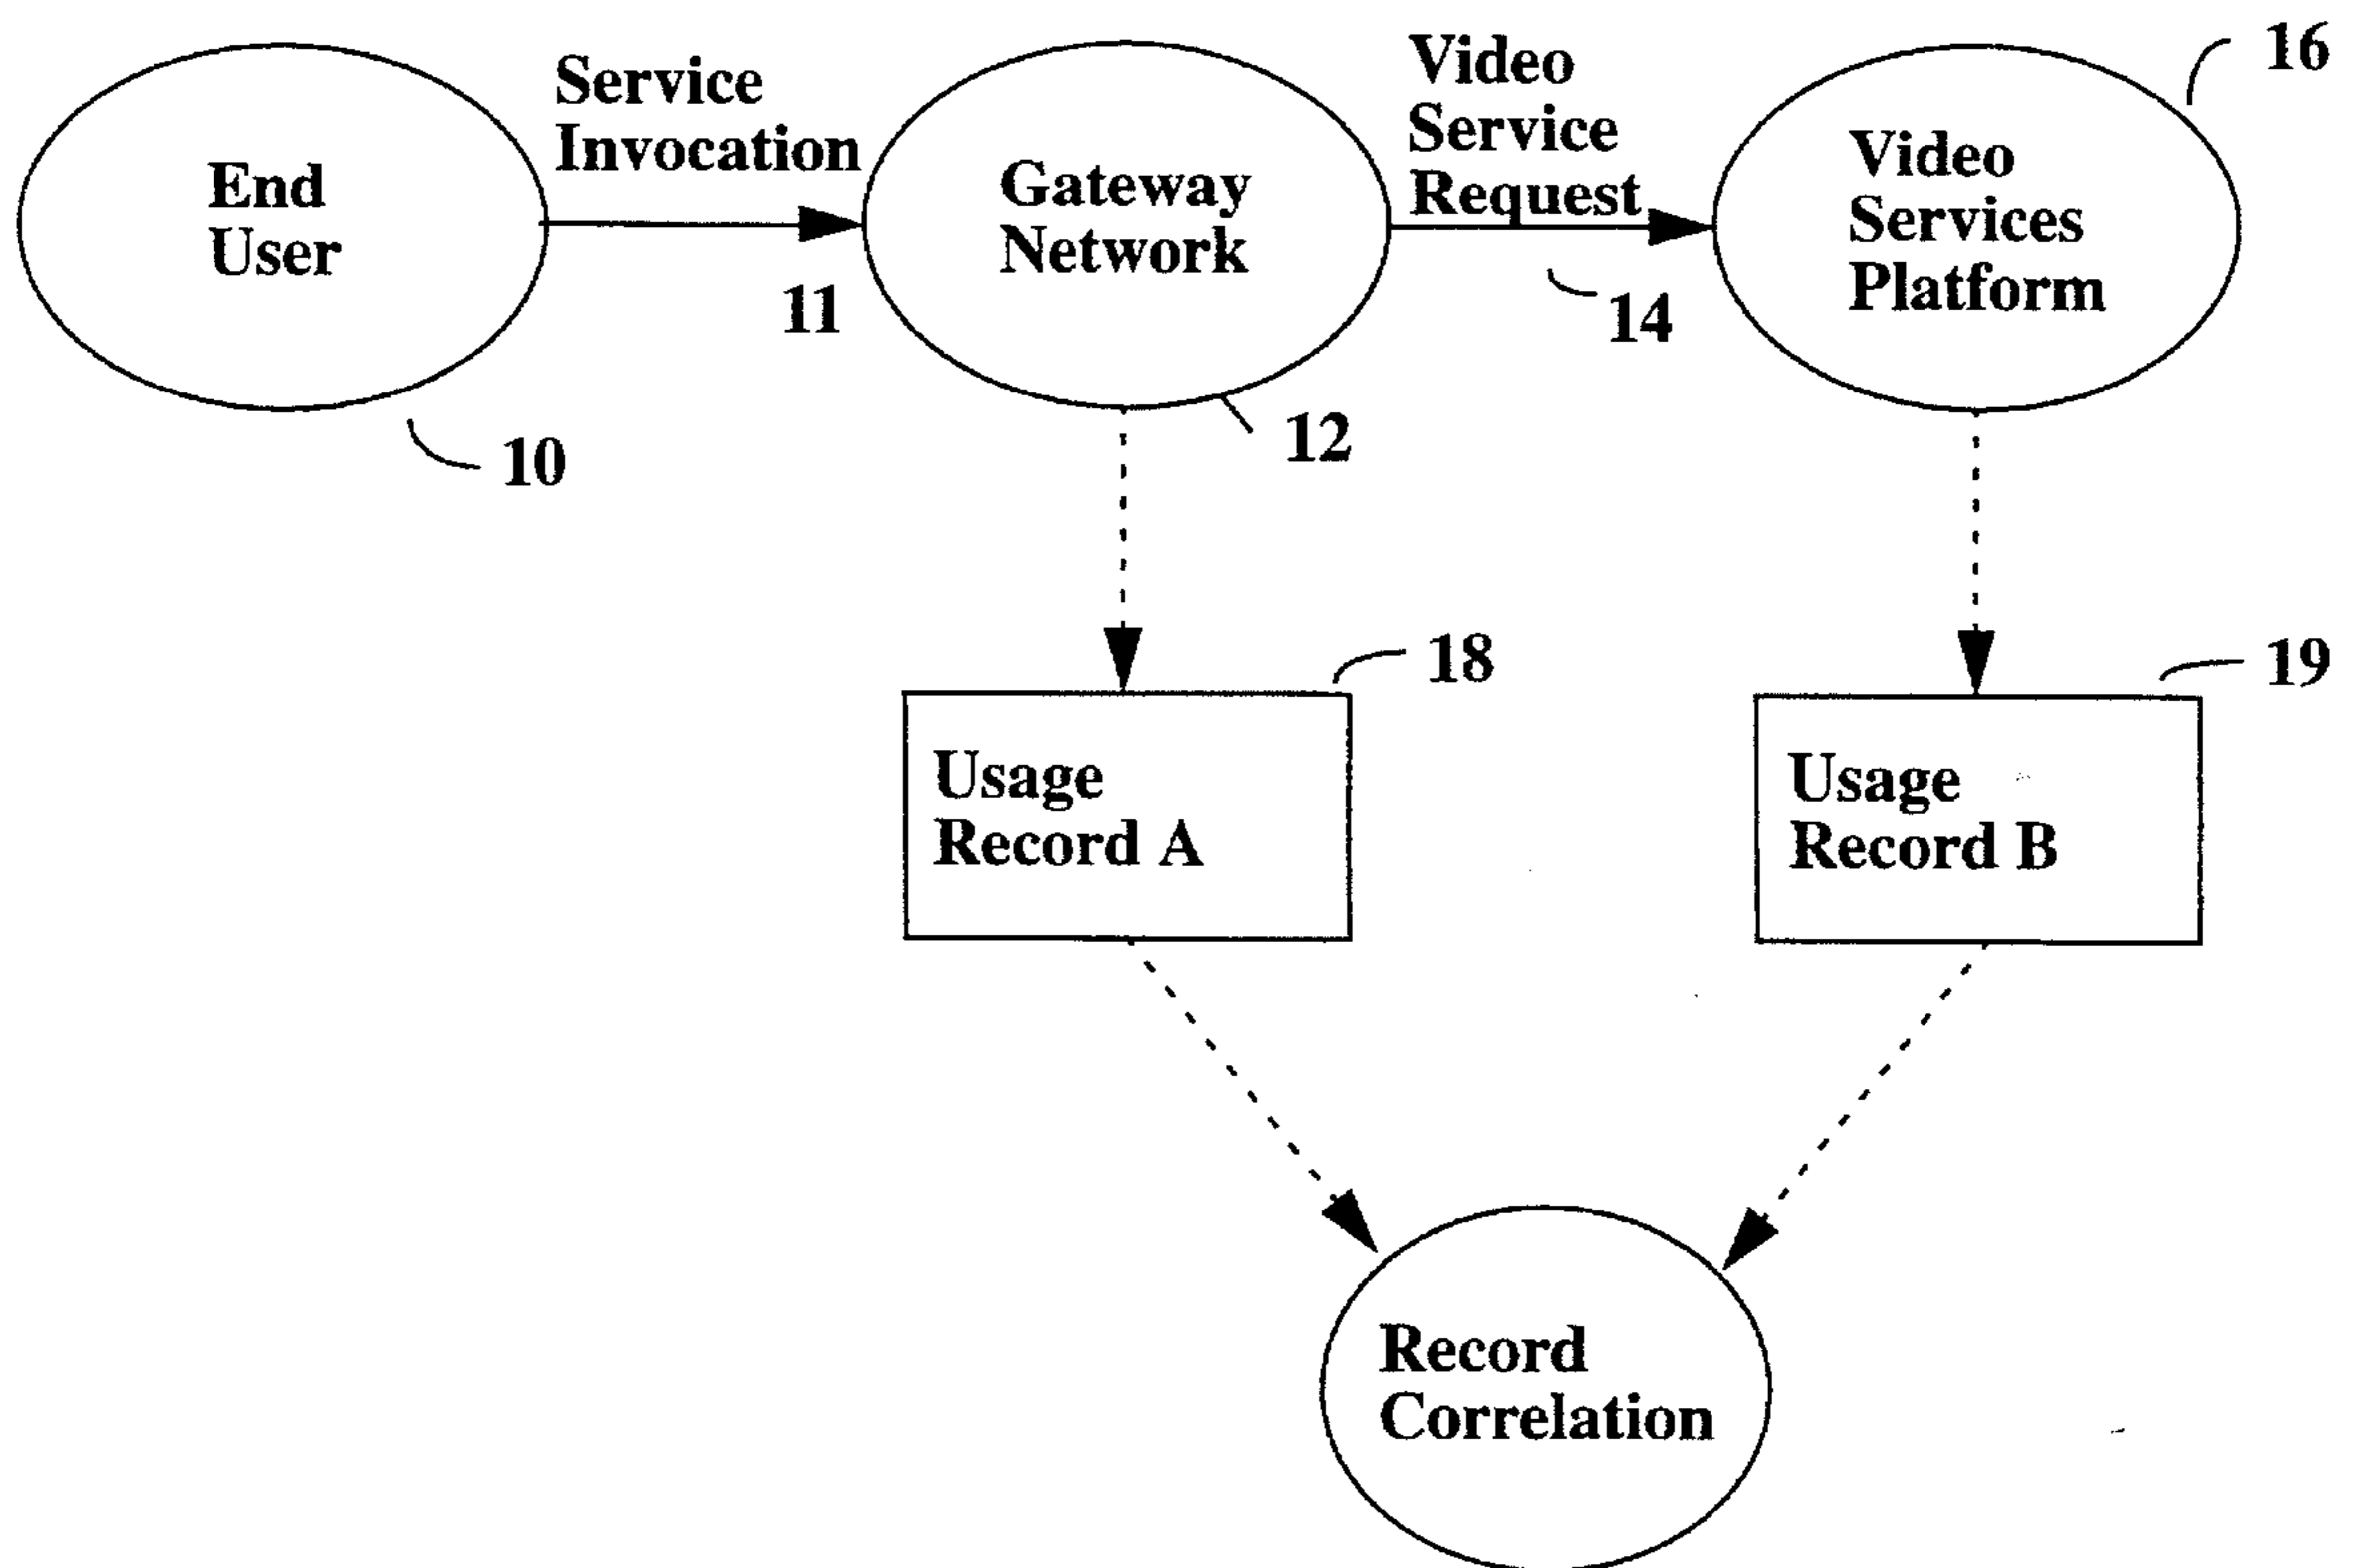 End
User
10
Service
Invocation
11
Gateway
Network
12
Video
Service
Request
14
Video
Services
Platform
16
Usage
Record A
18
Usage
Record B
19
Record
Correlation